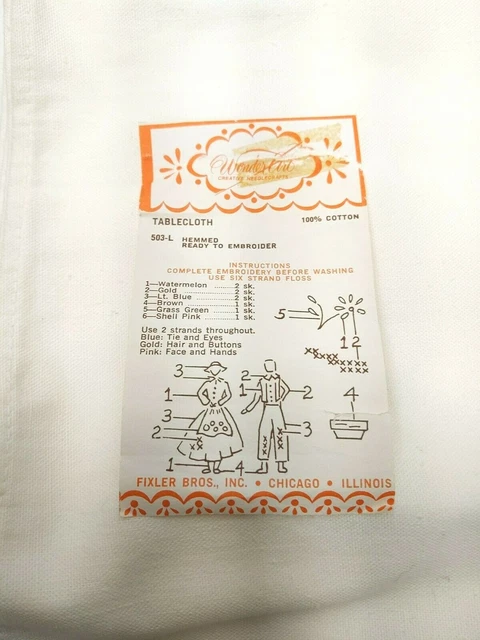 WonderArt
CREATIVE NEEDLECRAFTS
TABLECLOTH 100% COTTON
503-L HEMMED
READY TO EMBROIDER
INSTRUCTIONS
COMPLETE EMBROIDERY BEFORE WASHING
USE SIX STRAND FLOSS
1—Watermelon ........ 2 sk.
2—Gold ................. 2 sk.
3—Lt. Blue ............ 2 sk.
4—Brown .............. 1 sk.
5—Grass Green ....... 1 sk.
6—Shell Pink .......... 1 sk.
Use 2 strands throughout.
Blue: Tie and Eyes
Gold: Hair and Buttons
Pink: Face and Hands
5
1 2
3 2
1 2 4
3 3
2
1 4
FIXLER BROS., INC. • CHICAGO • ILLINOIS